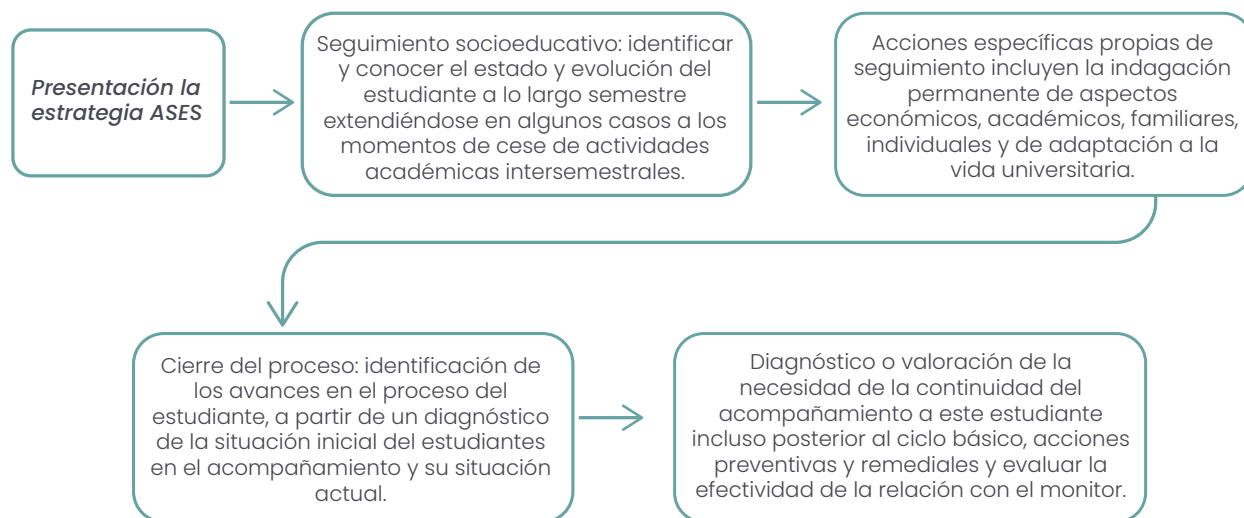 Presentación la
estrategia ASES
Seguimiento socioeducativo: identificar
y conocer el estado y evolución del
estudiante a lo largo semestre
extendiéndose en algunos casos a los
momentos de cese de actividades
académicas intersemestrales.
Acciones específicas propias de
seguimiento incluyen la indagación
permanente de aspectos
económicos, académicos, familiares,
individuales y de adaptación a la
vida universitaria.
Cierre del proceso: identificación de
los avances en el proceso del
estudiante, a partir de un diagnóstico
de la situación inicial del estudiantes
en el acompañamiento y su situación
actual.
Diagnóstico o valoración de la
necesidad de la continuidad del
acompañamiento a este estudiante
incluso posterior al ciclo básico, acciones
preventivas y remediales y evaluar la
efectividad de la relación con el monitor.